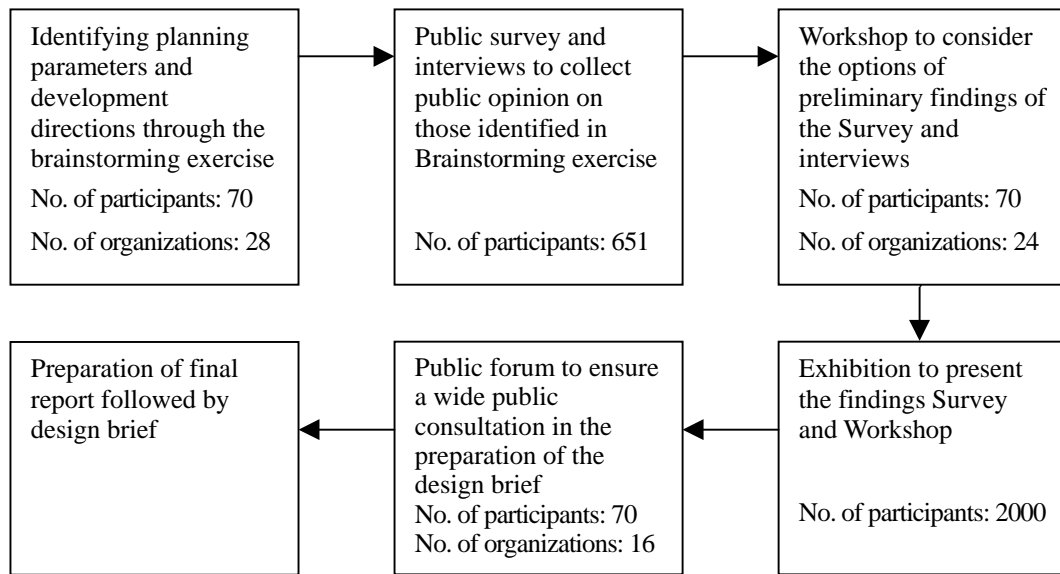 Identifying planning
parameters and
development
directions through the
brainstorming exercise
No. of participants: 70
No. of organizations: 28
Public survey and
interviews to collect
public opinion on
those identified in
Brainstorming exercise
No. of participants: 651
Workshop to consider
the options of
preliminary findings of
the Survey and
interviews
No. of participants: 70
No. of organizations: 24
Exhibition to present
the findings Survey
and Workshop
No. of participants: 2000
Public forum to ensure
a wide public
consultation in the
preparation of the
design brief
No. of participants: 70
No. of organizations: 16
Preparation of final
report followed by
design brief